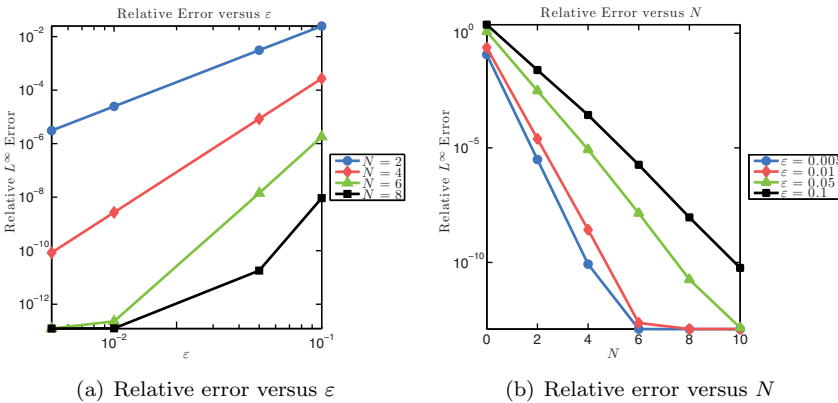 Relative Error versus ε
Relative L^∞ Error
10^-2
10^-4
10^-6
10^-8
10^-10
10^-12
10^-2
10^-1
ε
N = 2
N = 4
N = 6
N = 8
(a) Relative error versus ε
Relative Error versus N
Relative L^∞ Error
10^0
10^-5
10^-10
0 2 4 6 8 10
N
ε = 0.005
ε = 0.01
ε = 0.05
ε = 0.1
(b) Relative error versus N